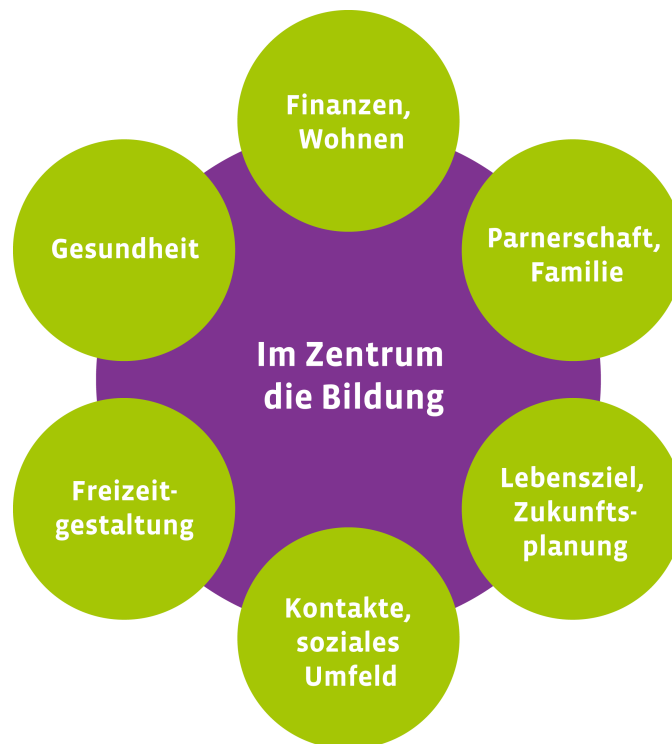 Finanzen,
Wohnen
Gesundheit
Parnerschaft,
Familie
Im Zentrum
die Bildung
Freizeit-
gestaltung
Lebensziel,
Zukunfts-
planung
Kontakte,
soziales
Umfeld